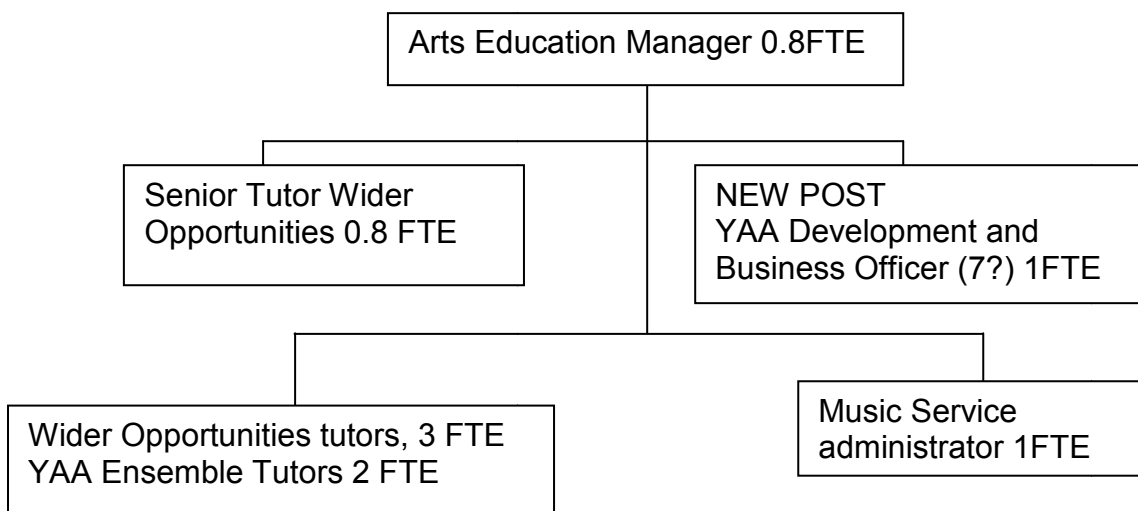 Arts Education Manager 0.8FTE
Senior Tutor Wider
Opportunities 0.8 FTE
NEW POST
YAA Development and
Business Officer (7?) 1FTE
Wider Opportunities tutors, 3 FTE
YAA Ensemble Tutors 2 FTE
Music Service
administrator 1FTE